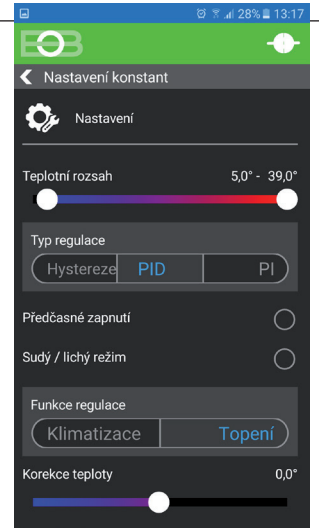 28% 13:17
EOB
Nastavení konstant
Nastavení
Teplotní rozsah 5,0° - 39,0°
Typ regulace
Hystereze PID PI
Předčasné zapnutí
Sudý / lichý režim
Funkce regulace
Klimatizace Topení
Korekce teploty 0,0°